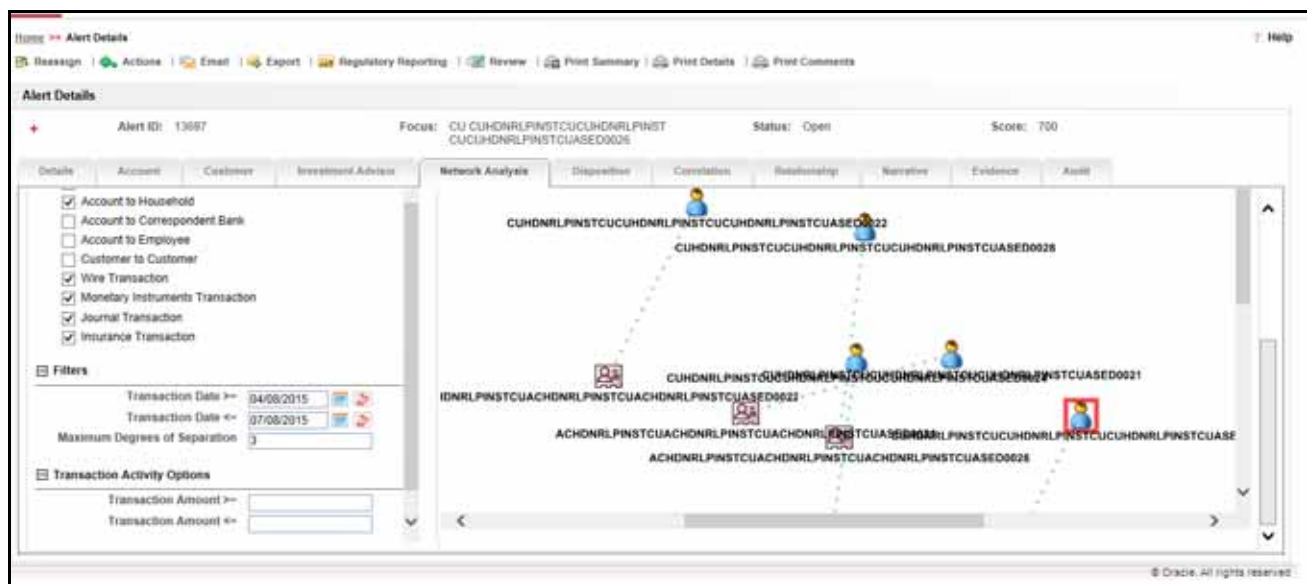 Home >> Alert Details
? Help
Reassign | Actions | Email | Export | Regulatory Reporting | Review | Print Summary | Print Details | Print Comments
Alert Details
Alert ID: 13697 Focus: CU CUHDNRLPINSTCUCUHDNRLPINST Status: Open Score: 700
CUCUHDNRLPINSTCUASED0026
Details Account Customer Investment Advisor Network Analysis Disposition Correlation Relationship Narrative Evidence Audit
Account to Household
Account to Correspondent Bank
Account to Employee
Customer to Customer
Wire Transaction
Monetary Instruments Transaction
Journal Transaction
Insurance Transaction
Filters
Transaction Date >= 04/08/2015
Transaction Date <= 07/08/2015
Maximum Degrees of Separation 3
Transaction Activity Options
Transaction Amount >=
Transaction Amount <=
CUHDNRLPINSTCUCUHDNRLPINSTCUCUHDNRLPINSTCUASED0022
CUHDNRLPINSTCUCUHDNRLPINSTCUCUHDNRLPINSTCUASED0028
HDNRLPINSTCUACHDNRLPINSTCUACHDNRLPINSTCUASED0022
ACHDNRLPINSTCUACHDNRLPINSTCUACHDNRLPINSTCUASED0028
© Oracle. All rights reserved